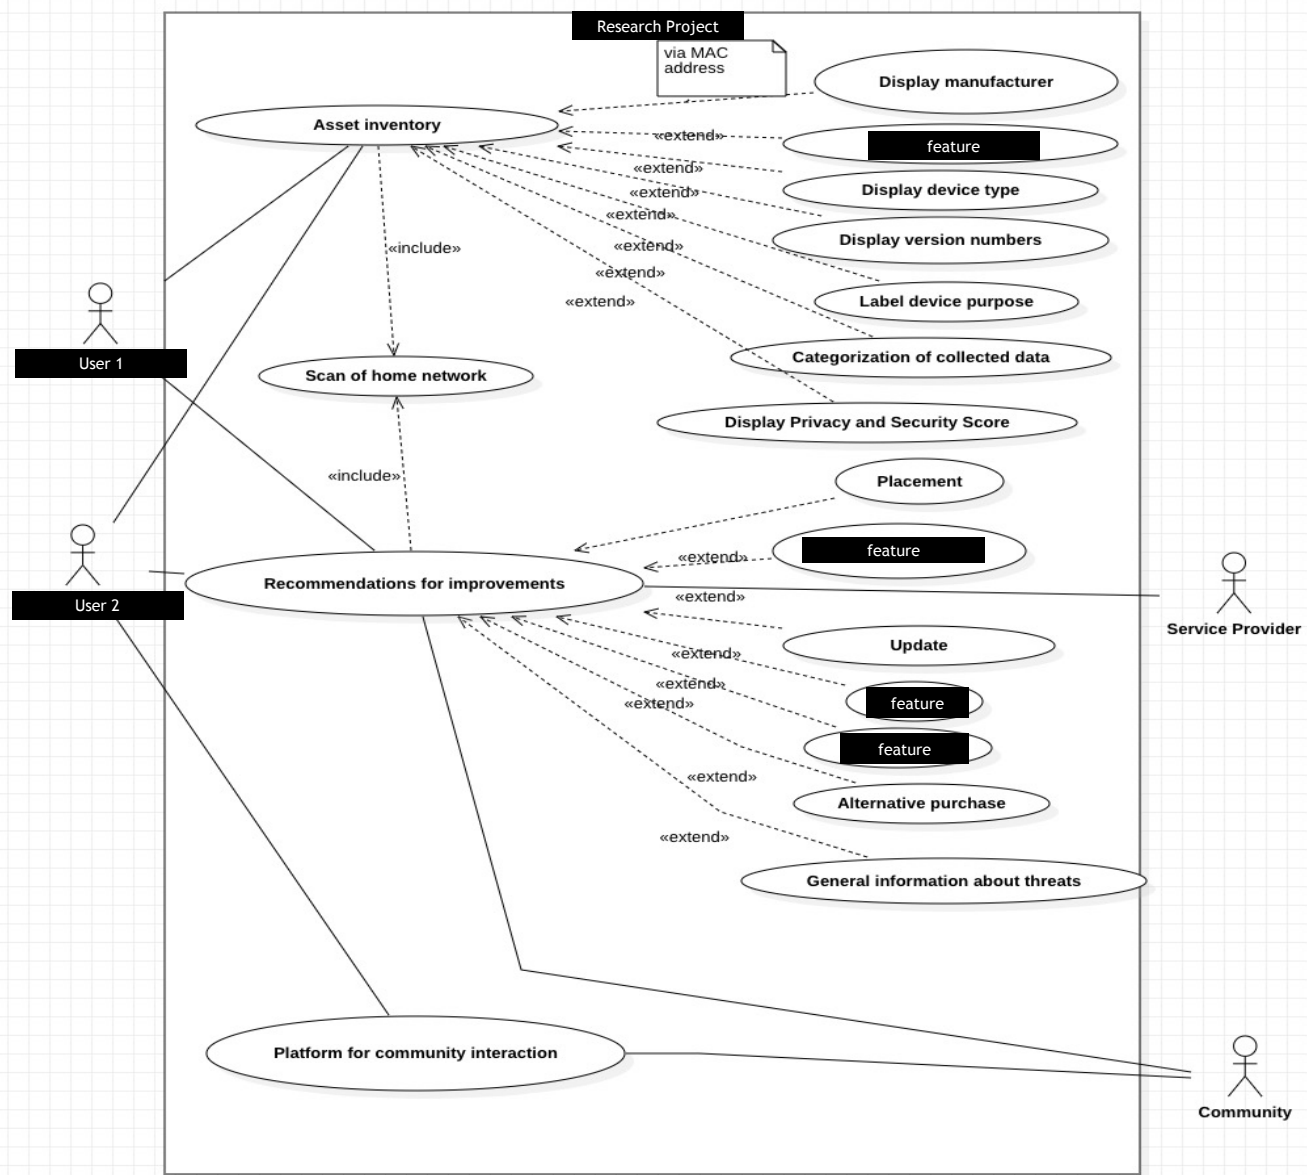 Research Project
via MAC
address
Display manufacturer
Asset inventory
«extend»
feature
«extend»
Display device type
«extend»
«extend»
Display version numbers
«include»
«extend»
«extend»
Label device purpose
«extend»
User 1
Scan of home network
Categorization of collected data
Display Privacy and Security Score
«include»
Placement
feature
«extend»
Recommendations for improvements
«extend»
User 2
Service Provider
Update
«extend»
«extend»
feature
«extend»
feature
«extend»
Alternative purchase
«extend»
General information about threats
Platform for community interaction
Community